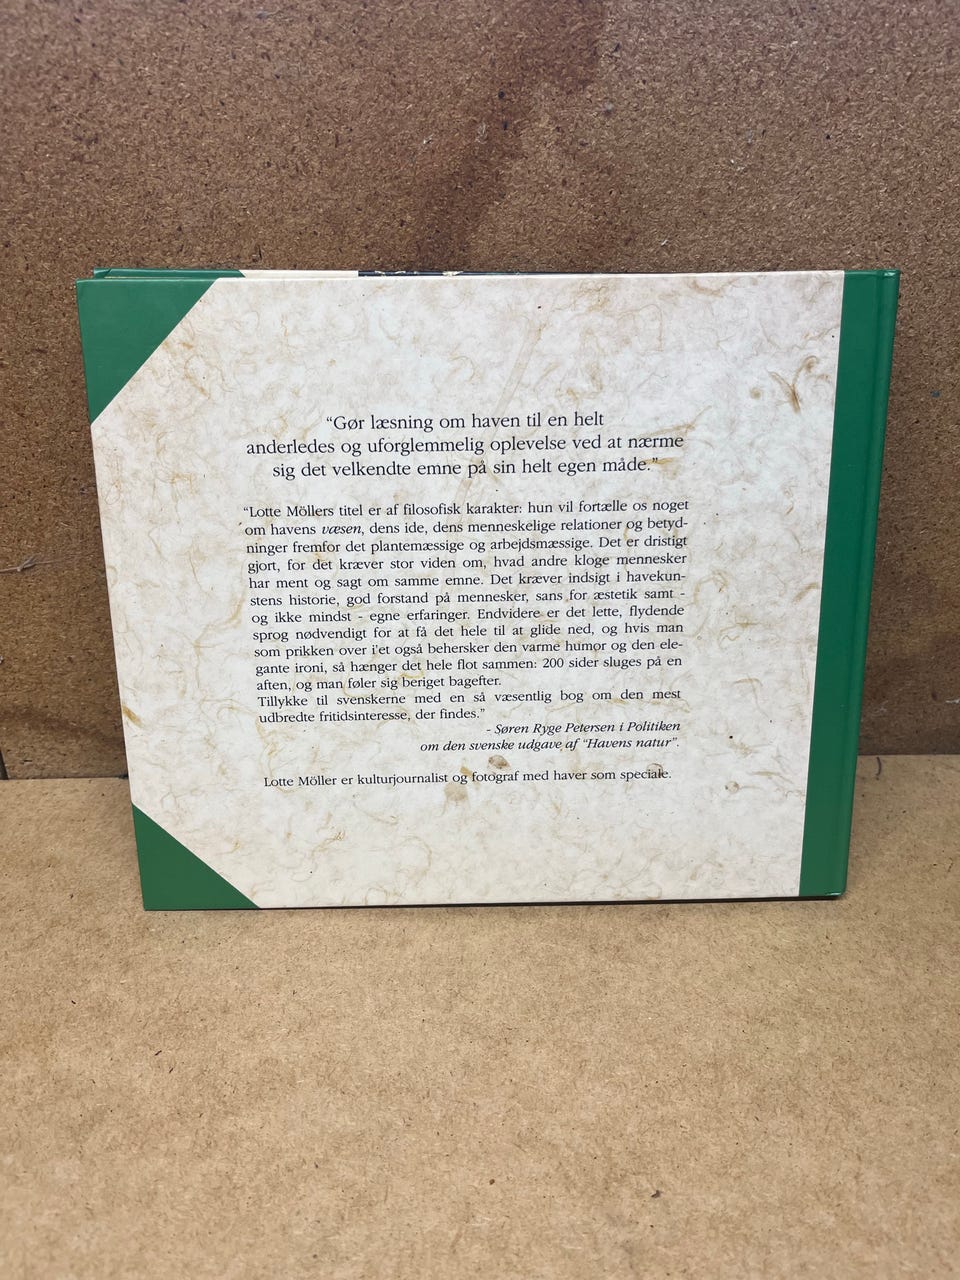 “Gør læsning om haven til en helt
anderledes og uforglemmelig oplevelse ved at nærme
sig det velkendte emne på sin helt egen måde.”
“Lotte Möllers titel er af filosofisk karakter: hun vil fortælle os noget
om havens væsen, dens ide, dens menneskelige relationer og betyd-
ninger fremfor det plantemæssige og arbejdsmæssige. Det er dristigt
gjort, for det kræver stor viden om, hvad andre kloge mennesker
har ment og sagt om samme emne. Det kræver indsigt i havekun-
stens historie, god forstand på mennesker, sans for æstetik samt -
og ikke mindst - egne erfaringer. Endvidere er det lette, flydende
sprog nødvendigt for at få det hele til at glide ned, og hvis man
som prikken over i'et også behersker den varme humor og den ele-
gante ironi, så hænger det hele flot sammen: 200 sider sluges på en
aften, og man føler sig beriget bagefter.
Tillykke til svenskerne med en så væsentlig bog om den mest
udbredte fritidsinteresse, der findes.”
- Søren Ryge Petersen i Politiken
om den svenske udgave af “Havens natur”.
Lotte Möller er kulturjournalist og fotograf med haver som speciale.